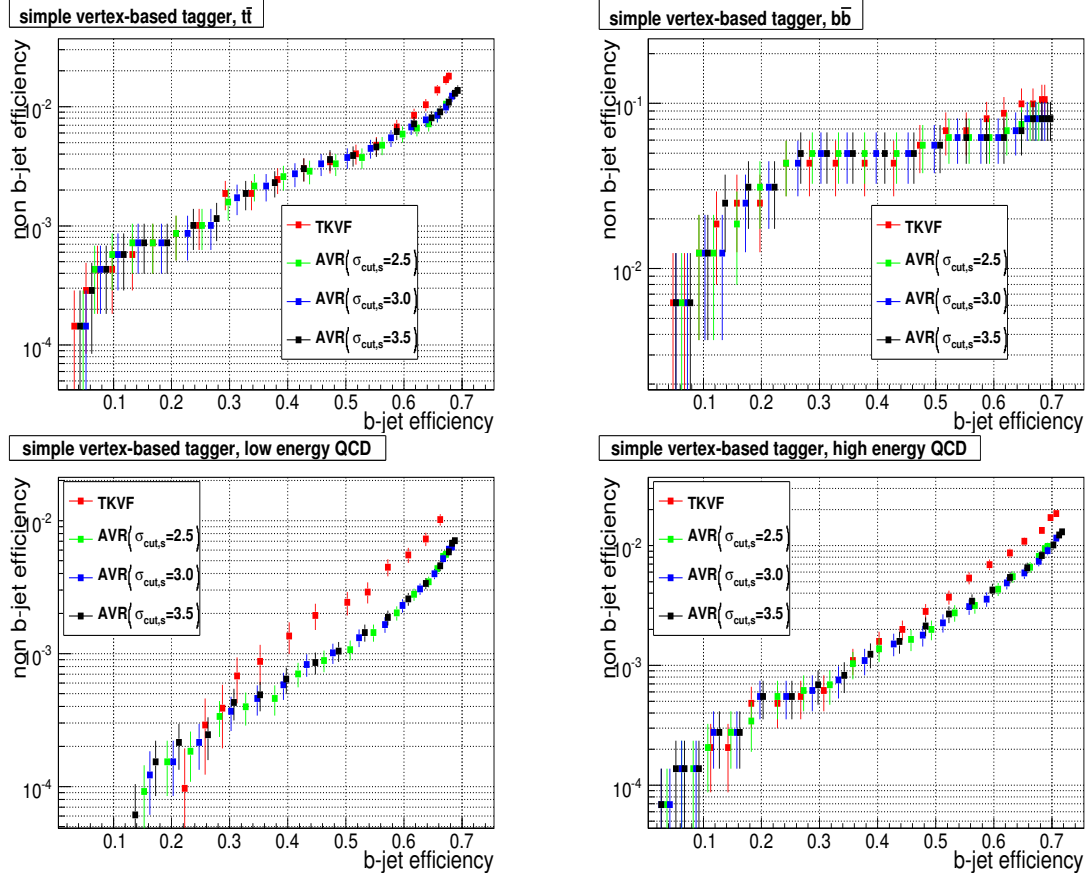 simple vertex-based tagger, tt̄
non b-jet efficiency
10⁻²
10⁻³
10⁻⁴
TKVF
AVR(σcut,s=2.5)
AVR(σcut,s=3.0)
AVR(σcut,s=3.5)
0.1 0.2 0.3 0.4 0.5 0.6 0.7
b-jet efficiency
simple vertex-based tagger, bb̄
non b-jet efficiency
10⁻¹
10⁻²
TKVF
AVR(σcut,s=2.5)
AVR(σcut,s=3.0)
AVR(σcut,s=3.5)
0.1 0.2 0.3 0.4 0.5 0.6 0.7
b-jet efficiency
simple vertex-based tagger, low energy QCD
non b-jet efficiency
TKVF
AVR(σcut,s=2.5)
AVR(σcut,s=3.0)
AVR(σcut,s=3.5)
10⁻²
10⁻³
10⁻⁴
0.1 0.2 0.3 0.4 0.5 0.6 0.7
b-jet efficiency
simple vertex-based tagger, high energy QCD
non b-jet efficiency
TKVF
AVR(σcut,s=2.5)
AVR(σcut,s=3.0)
AVR(σcut,s=3.5)
10⁻²
10⁻³
10⁻⁴
0.1 0.2 0.3 0.4 0.5 0.6 0.7
b-jet efficiency